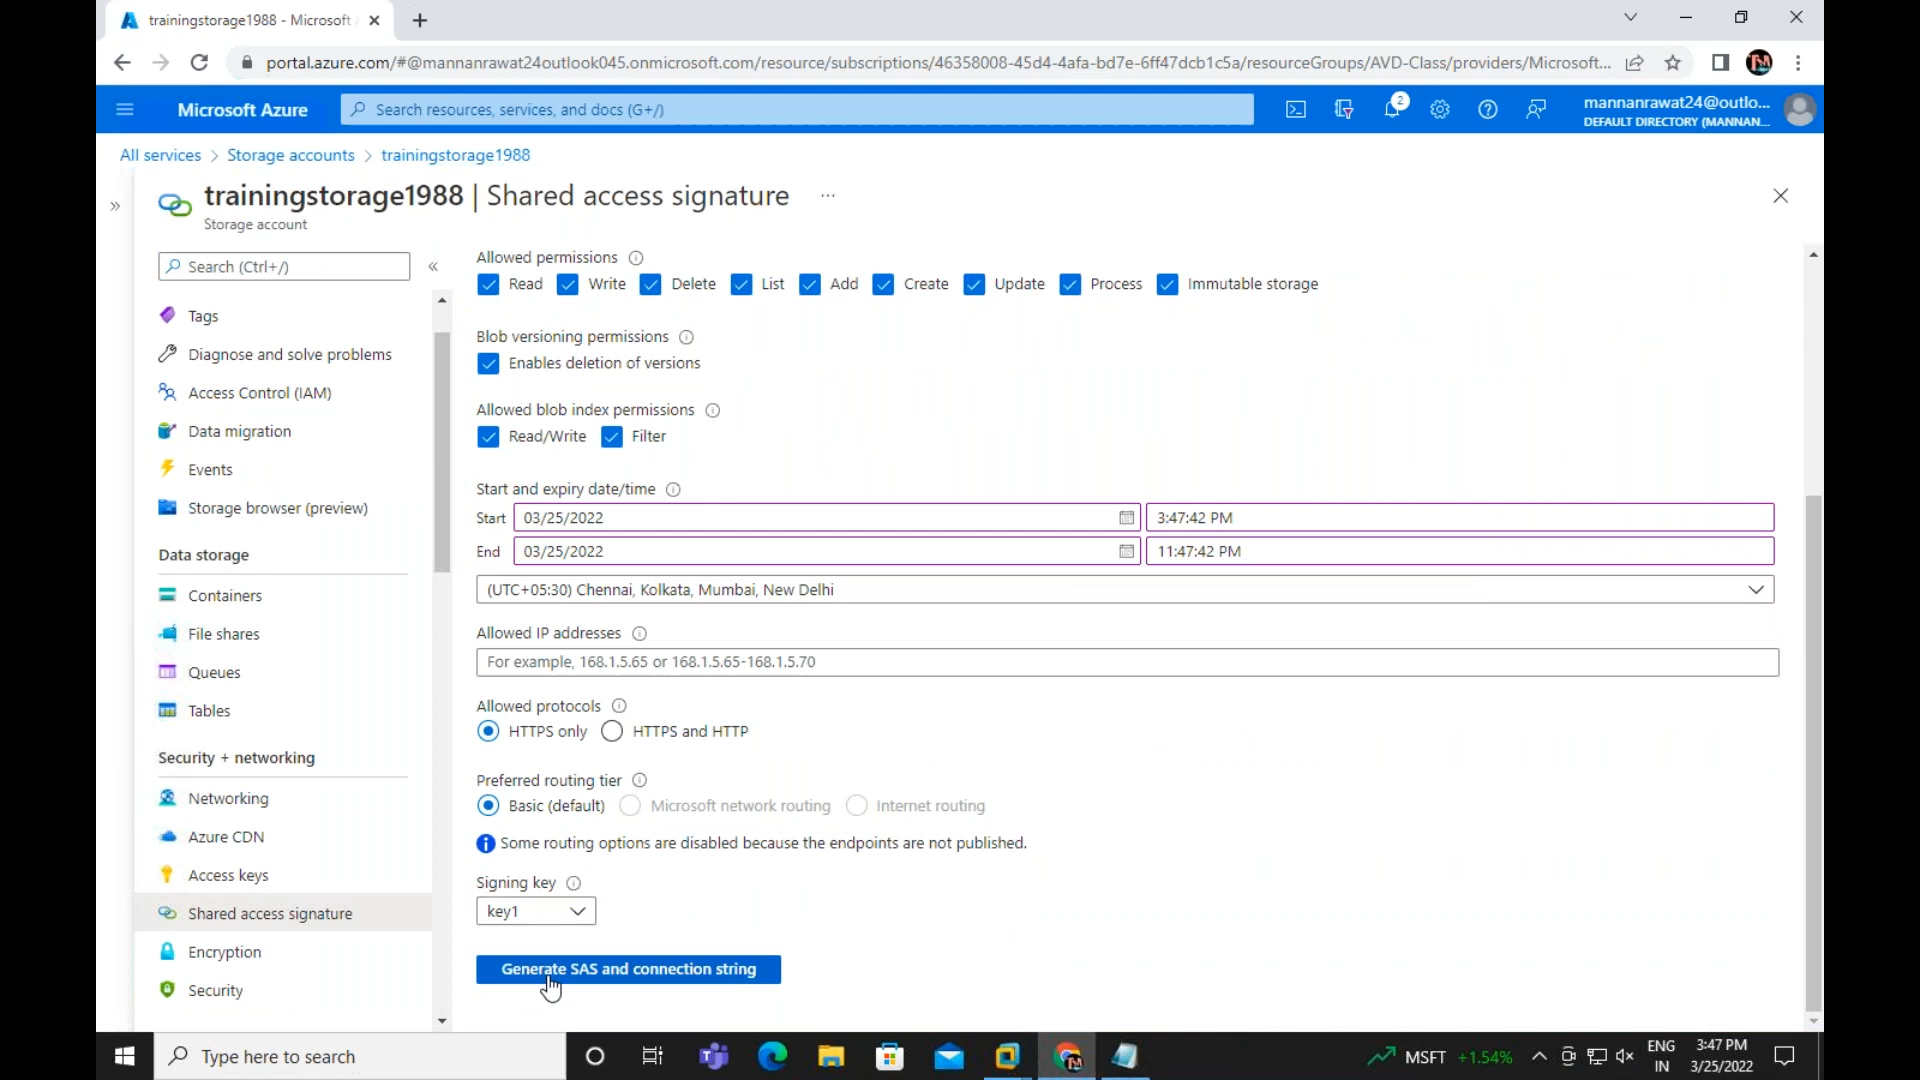 trainingstorage1988 - Microsoft A
portal.azure.com/#@mannanrawat24outlook045.onmicrosoft.com/resource/subscriptions/46358008-45d4-4afa-bd7e-6ff47dcb1c5a/resourceGroups/AVD-Class/providers/Microsoft...
Microsoft Azure
Search resources, services, and docs (G+/)
2
mannanrawat24@outlo...
DEFAULT DIRECTORY (MANNAN...
All services > Storage accounts > trainingstorage1988
trainingstorage1988 | Shared access signature ...
Storage account
Search (Ctrl+/)
Tags
Diagnose and solve problems
Access Control (IAM)
Data migration
Events
Storage browser (preview)
Data storage
Containers
File shares
Queues
Tables
Security + networking
Networking
Azure CDN
Access keys
Shared access signature
Encryption
Security
Allowed permissions
Read Write Delete List Add Create Update Process Immutable storage
Blob versioning permissions
Enables deletion of versions
Allowed blob index permissions
Read/Write Filter
Start and expiry date/time
Start 03/25/2022 3:47:42 PM
End 03/25/2022 11:47:42 PM
(UTC+05:30) Chennai, Kolkata, Mumbai, New Delhi
Allowed IP addresses
For example, 168.1.5.65 or 168.1.5.65-168.1.5.70
Allowed protocols
HTTPS only HTTPS and HTTP
Preferred routing tier
Basic (default) Microsoft network routing Internet routing
Some routing options are disabled because the endpoints are not published.
Signing key
key1
Generate SAS and connection string
Type here to search
MSFT +1.54%
ENG
IN
3:47 PM
3/25/2022